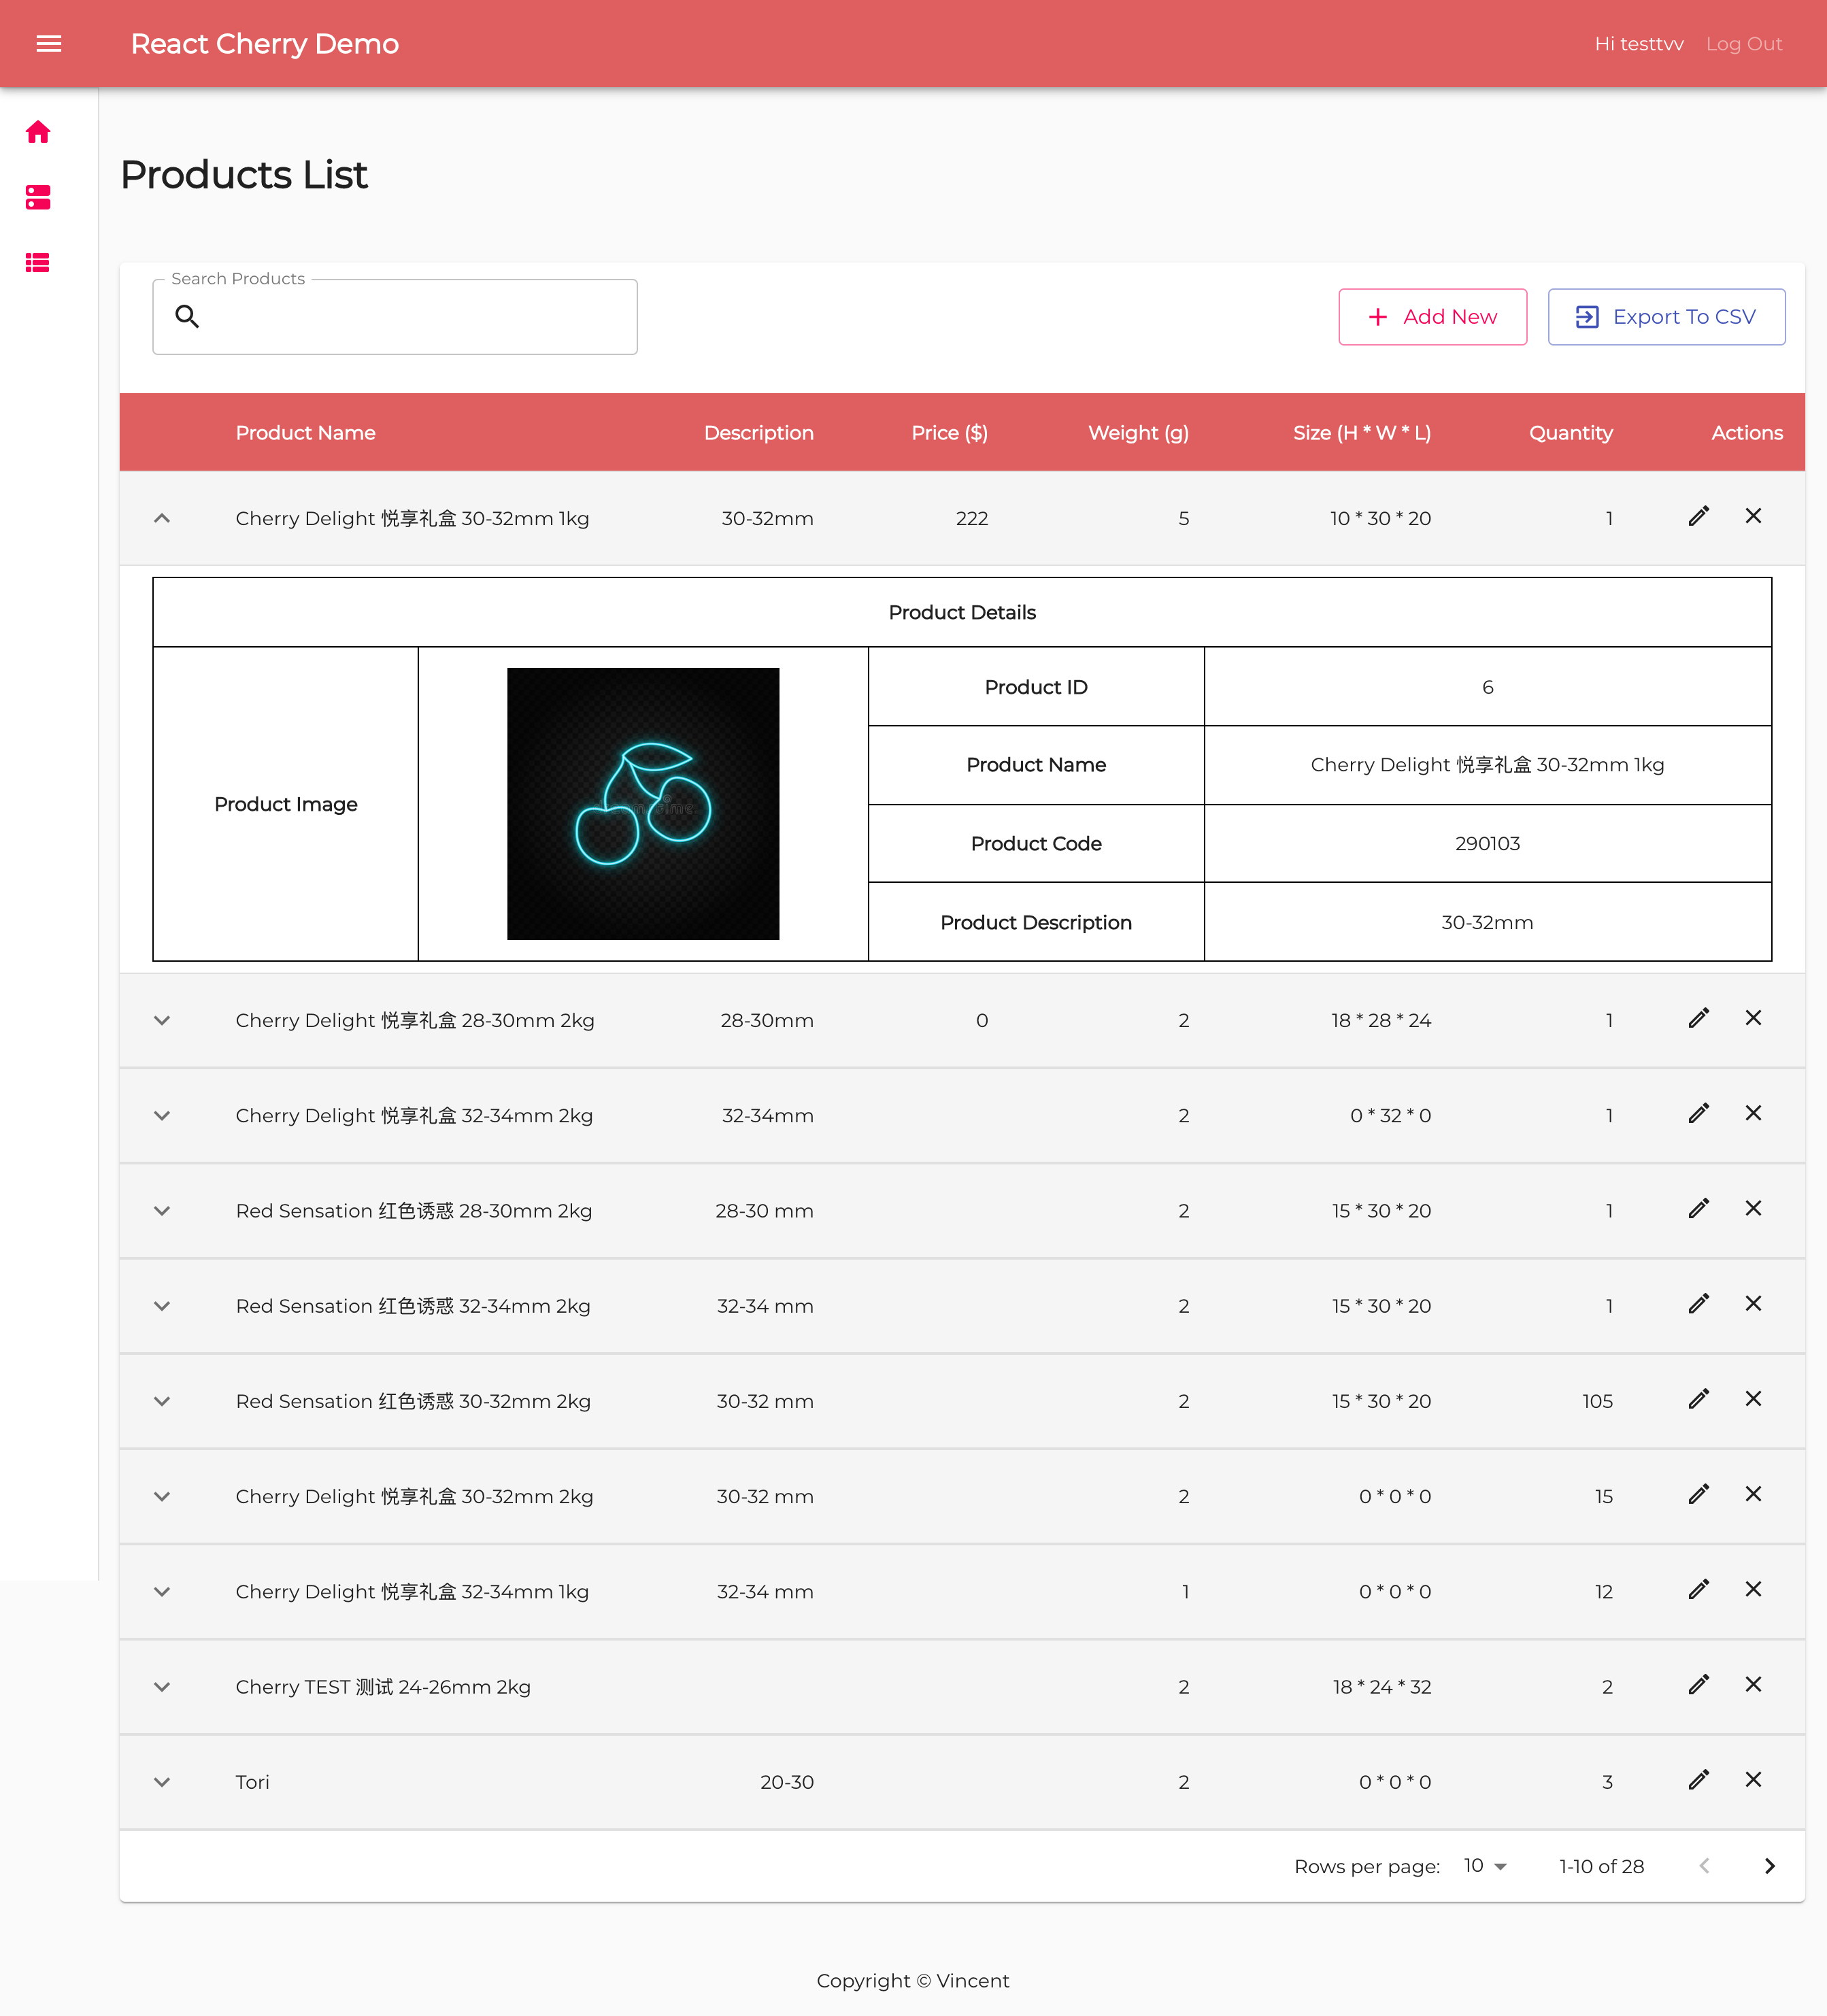 React Cherry Demo
Hi testtvv Log Out
Products List
Search Products
Add New
Export To CSV
Product Name Description Price ($) Weight (g) Size (H * W * L) Quantity Actions
Cherry Delight 悦享礼盒 30-32mm 1kg 30-32mm 222 5 10 * 30 * 20 1
Product Details
Product Image
Product ID 6
Product Name Cherry Delight 悦享礼盒 30-32mm 1kg
Product Code 290103
Product Description 30-32mm
Cherry Delight 悦享礼盒 28-30mm 2kg 28-30mm 0 2 18 * 28 * 24 1
Cherry Delight 悦享礼盒 32-34mm 2kg 32-34mm 2 0 * 32 * 0 1
Red Sensation 红色诱惑 28-30mm 2kg 28-30 mm 2 15 * 30 * 20 1
Red Sensation 红色诱惑 32-34mm 2kg 32-34 mm 2 15 * 30 * 20 1
Red Sensation 红色诱惑 30-32mm 2kg 30-32 mm 2 15 * 30 * 20 105
Cherry Delight 悦享礼盒 30-32mm 2kg 30-32 mm 2 0 * 0 * 0 15
Cherry Delight 悦享礼盒 32-34mm 1kg 32-34 mm 1 0 * 0 * 0 12
Cherry TEST 测试 24-26mm 2kg 2 18 * 24 * 32 2
Tori 20-30 2 0 * 0 * 0 3
Rows per page: 10 1-10 of 28
Copyright © Vincent